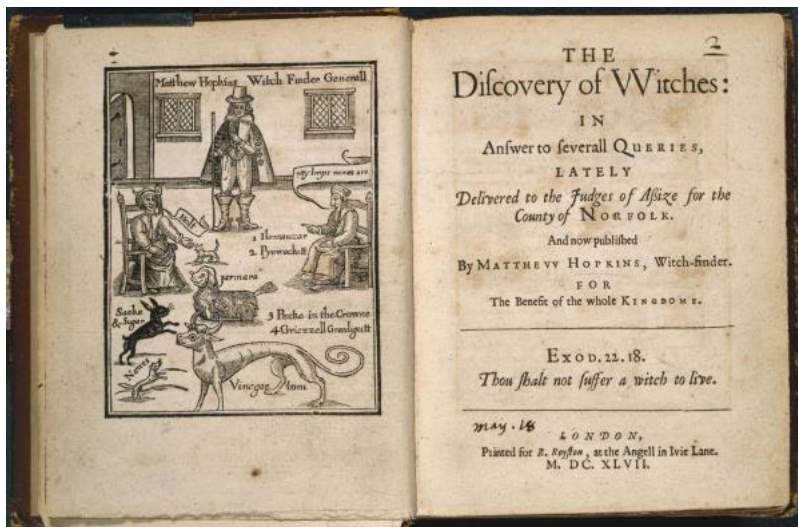 Matthew Hopkins Witch Finder Generall
my Imps names are
Holt
1 Ilemauzar
2 Pyewackett
Jarmara
Sacke
& Sugar
3 Pecke in the Crowne
4 Griezzell Greedigutt
Newes
Vinegar tom
2
THE
Diſcovery of VVitches:
IN
Anſwer to ſeverall QUERIES,
LATELY
Delivered to the Judges of Aſsize for the
County of NORFOLK.
And now publiſhed
By MATTHEVV HOPKINS, Witch-finder.
FOR
The Benefit of the whole KINGDOME.
EXOD. 22. 18.
Thou ſhalt not ſuffer a witch to live.
may. 18
LONDON,
Printed for R. Royſton, at the Angell in Ivie Lane.
M. DC. XLVII.